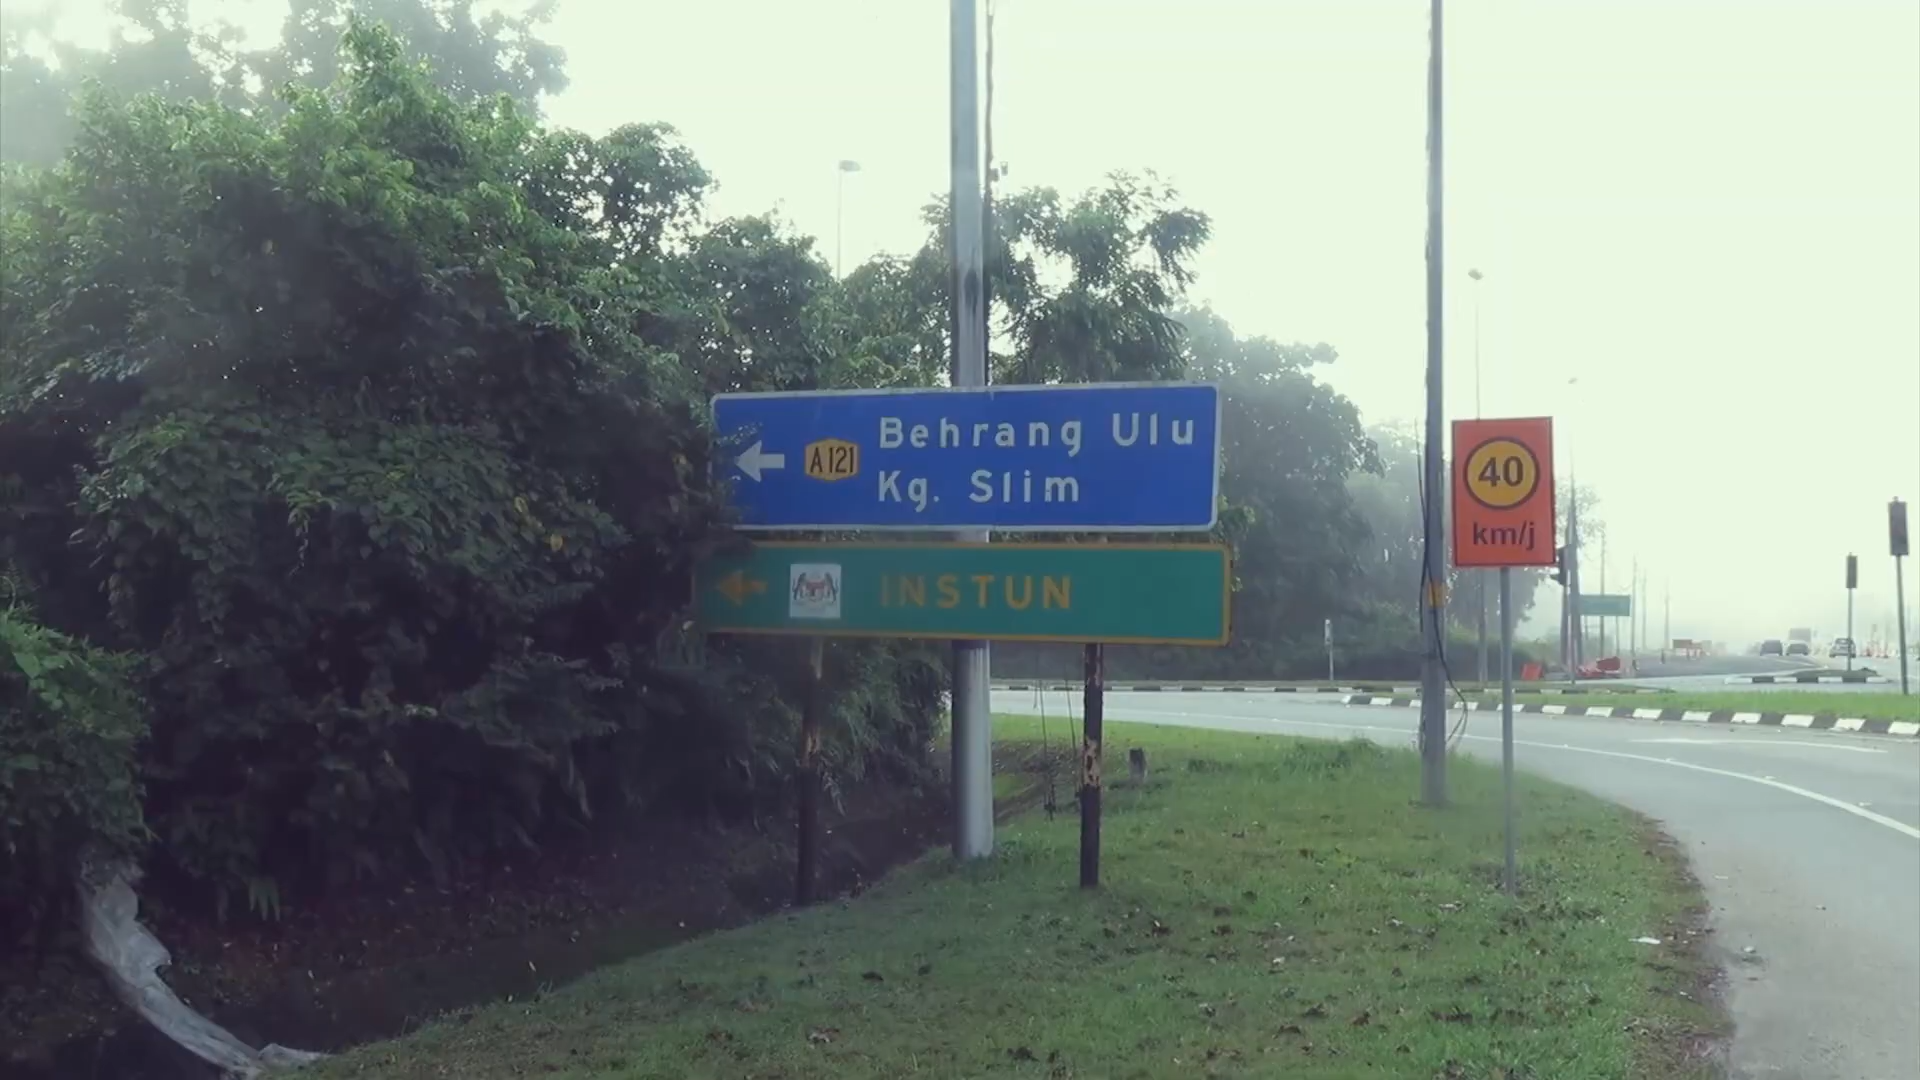 A121
Behrang Ulu
Kg. Slim
INSTUN
40
km/j